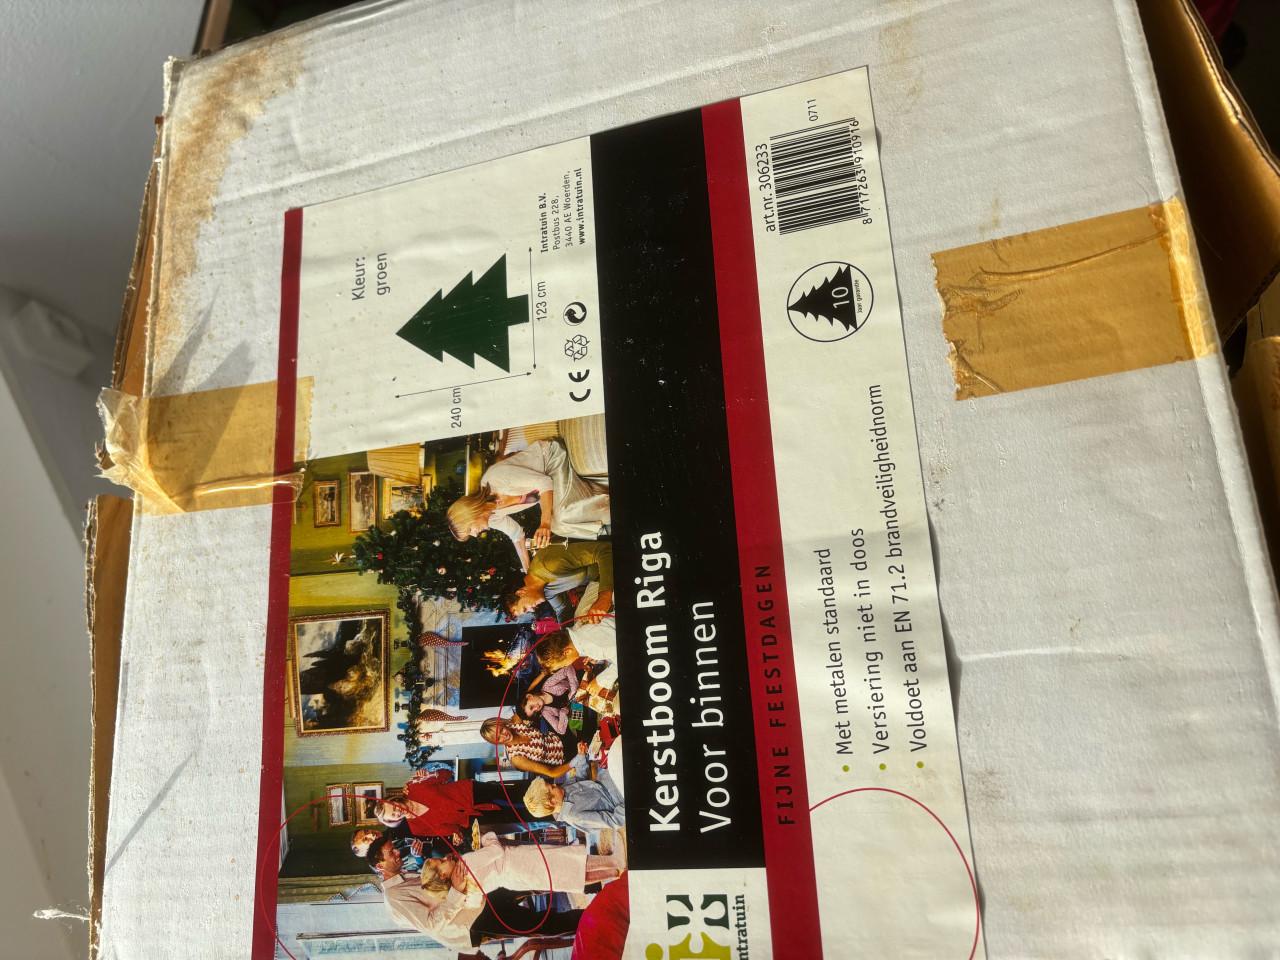 Kleur:
groen
240 cm
123 cm
CE
Intratuin B.V.
Postbus 228,
3440 AE Woerden,
www.intratuin.nl
Kerstboom Riga
Voor binnen
intratuin
FIJNE FEESTDAGEN
• Met metalen standaard
• Versiering niet in doos
• Voldoet aan EN 71.2 brandveiligheidnorm
10
jaar garantie
art.nr. 306233
0711
8 717263 910916